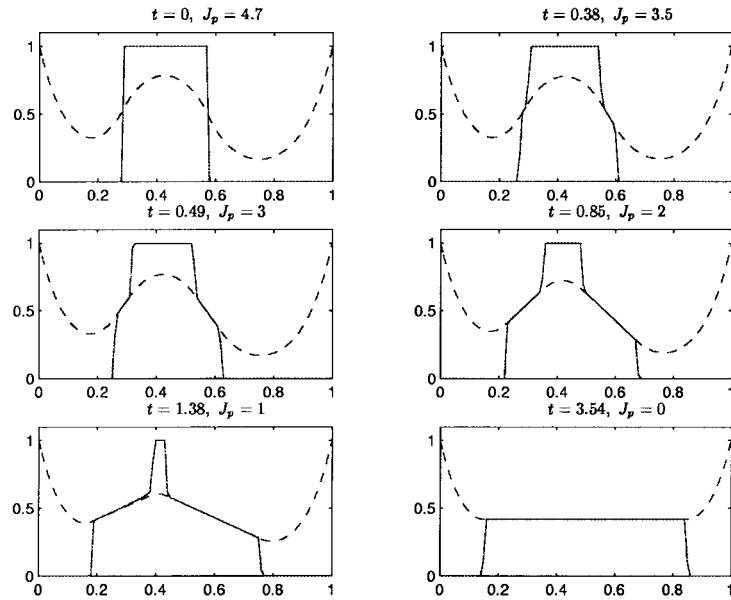 t = 0, J_p = 4.7
t = 0.38, J_p = 3.5
1
0.5
0
0 0.2 0.4 0.6 0.8 1
1
0.5
0
0 0.2 0.4 0.6 0.8 1
t = 0.49, J_p = 3
t = 0.85, J_p = 2
1
0.5
0
0 0.2 0.4 0.6 0.8 1
1
0.5
0
0 0.2 0.4 0.6 0.8 1
t = 1.38, J_p = 1
t = 3.54, J_p = 0
1
0.5
0
0 0.2 0.4 0.6 0.8 1
1
0.5
0
0 0.2 0.4 0.6 0.8 1